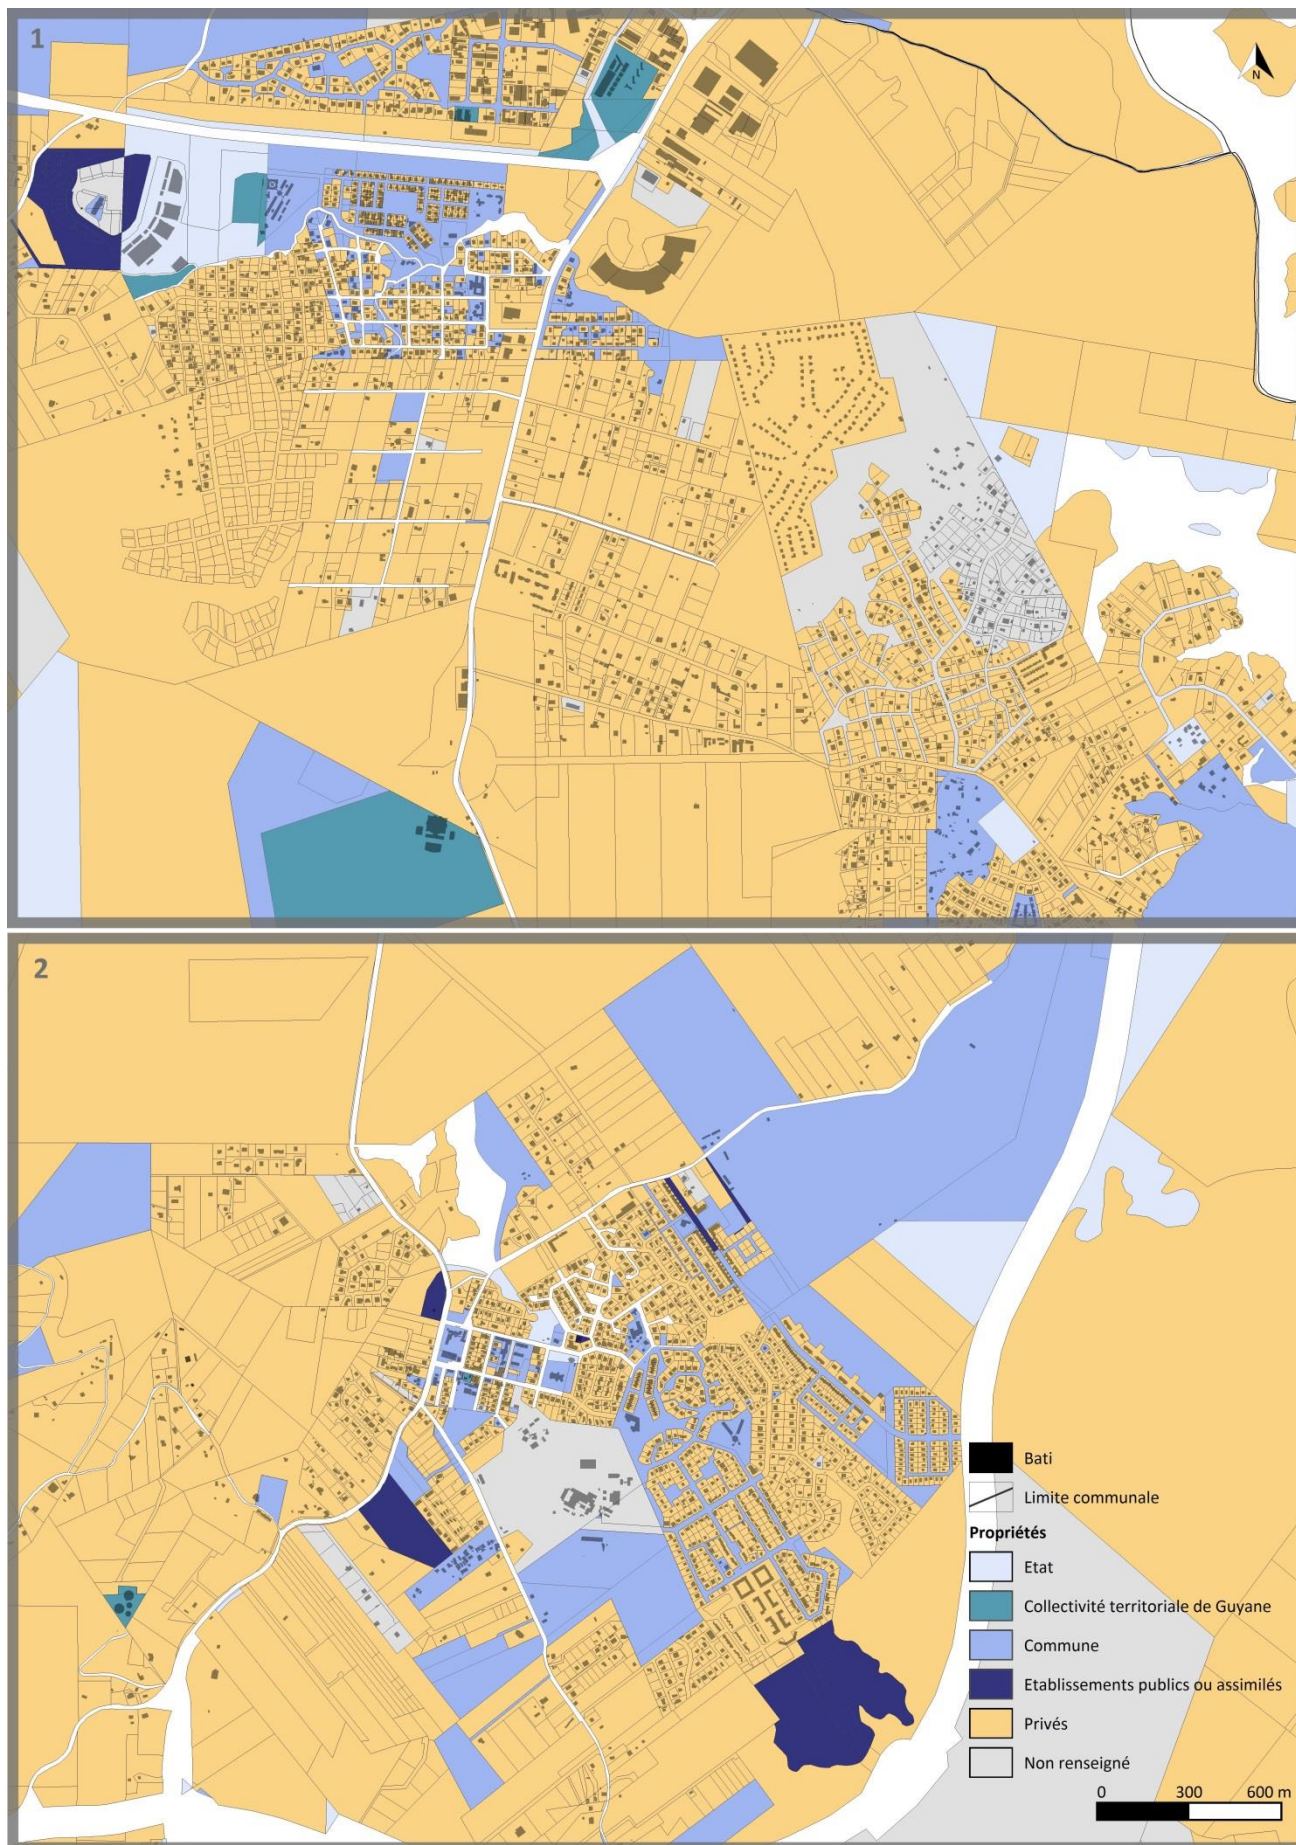 1
N
2
Bati
Limite communale
Propriétés
Etat
Collectivité territoriale de Guyane
Commune
Etablissements publics ou assimilés
Privés
Non renseigné
0 300 600 m